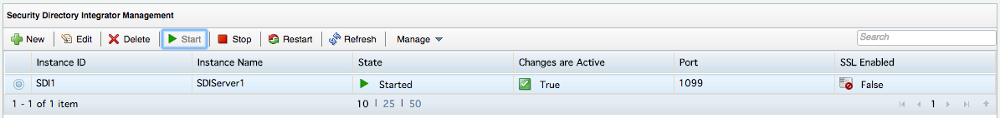 Security Directory Integrator Management
New Edit Delete Start Stop Restart Refresh Manage Search
Instance ID Instance Name State Changes are Active Port SSL Enabled
SDI1 SDIServer1 Started True 1099 False
1 - 1 of 1 item 10 | 25 | 50 1